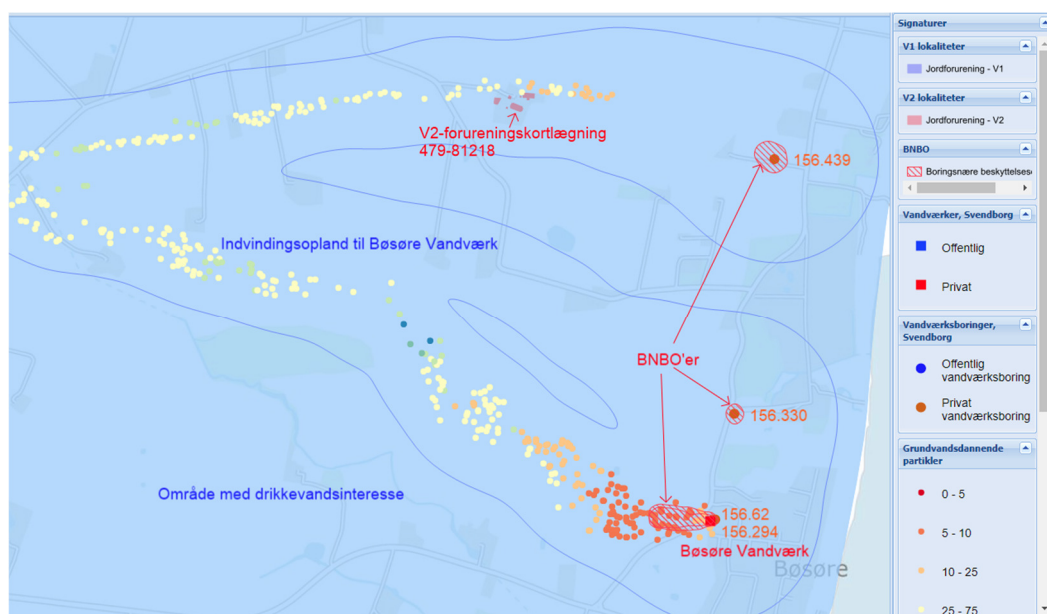 V2-forureningskortlægning
479-81218
156.439
Indvindingsopland til Bøsøre Vandværk
BNBO'er
156.330
Område med drikkevandsinteresse
156.62
156.294
Bøsøre Vandværk
Bøsøre
Signaturer
V1 lokaliteter
Jordforurening - V1
V2 lokaliteter
Jordforurening - V2
BNBO
Boringsnære beskyttelses
Vandværker, Svendborg
Offentlig
Privat
Vandværksboringer,
Svendborg
Offentlig
vandværksboring
Privat
vandværksboring
Grundvandsdannende
partikler
0 - 5
5 - 10
10 - 25
25 - 75